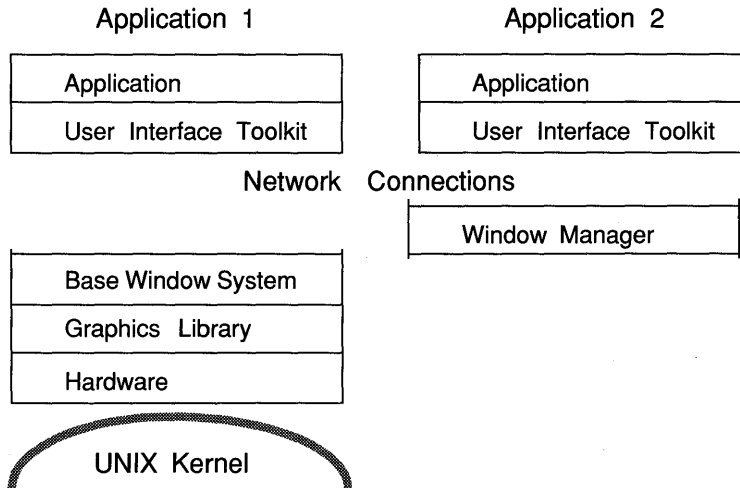 Application 1
Application 2
Application
User Interface Toolkit
Application
User Interface Toolkit
Network Connections
Window Manager
Base Window System
Graphics Library
Hardware
UNIX Kernel